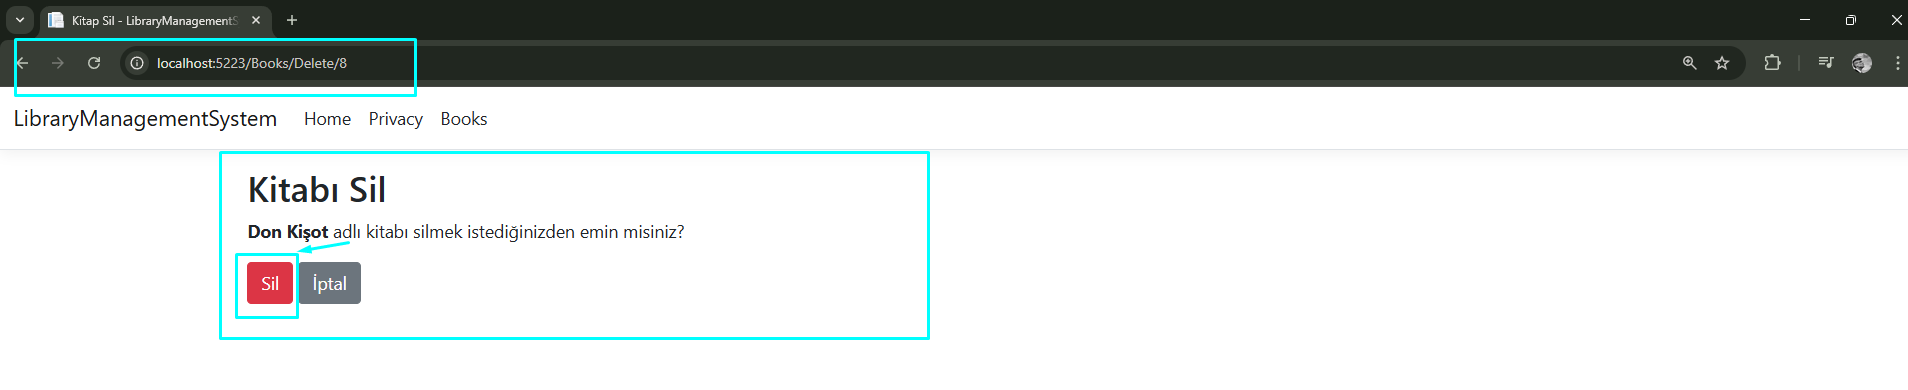 Kitap Sil - LibraryManagementS
localhost:5223/Books/Delete/8
LibraryManagementSystem Home Privacy Books
Kitabı Sil
Don Kişot adlı kitabı silmek istediğinizden emin misiniz?
Sil İptal